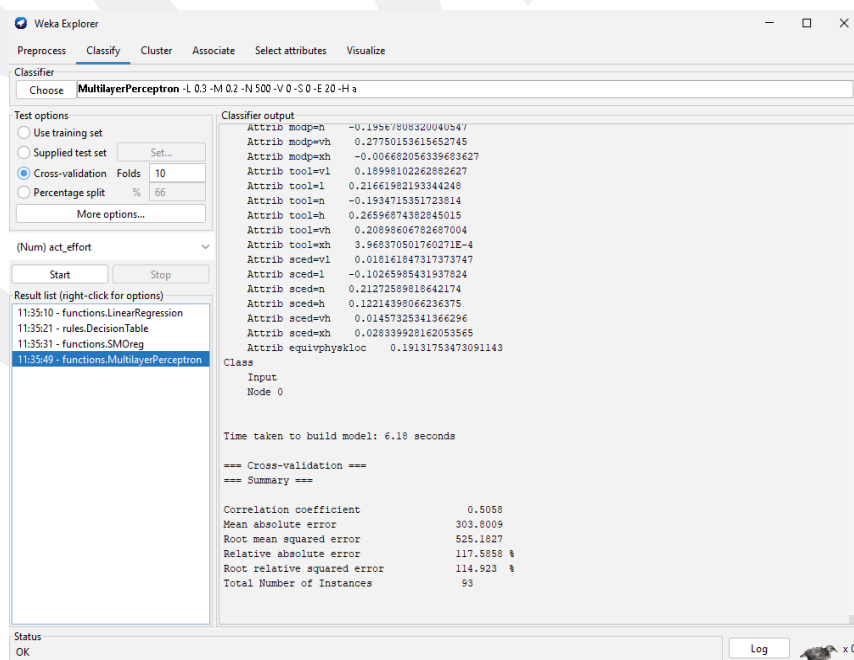 Weka Explorer
Preprocess Classify Cluster Associate Select attributes Visualize
Classifier
Choose MultilayerPerceptron -L 0.3 -M 0.2 -N 500 -V 0 -S 0 -E 20 -H a
Test options
Use training set
Supplied test set Set...
Cross-validation Folds 10
Percentage split % 66
More options...
(Num) act_effort
Start Stop
Result list (right-click for options)
11:35:10 - functions.LinearRegression
11:35:21 - rules.DecisionTable
11:35:31 - functions.SMOreg
11:35:49 - functions.MultilayerPerceptron
Classifier output
Attrib modp=h -0.19567808320040547
Attrib modp=vh 0.27750153615652745
Attrib modp=xh -0.006682056339683627
Attrib tool=vl 0.18998102262882627
Attrib tool=l 0.21661982193344248
Attrib tool=n -0.1934715351723814
Attrib tool=h 0.26596874382845015
Attrib tool=vh 0.20898606782687004
Attrib tool=xh 3.968370501760271E-4
Attrib sced=vl 0.018161847317373747
Attrib sced=l -0.10265985431937824
Attrib sced=n 0.21272589818642174
Attrib sced=h 0.12214398066236375
Attrib sced=vh 0.01457325341366296
Attrib sced=xh 0.028339928162053565
Attrib equivphyskloc 0.19131753473091143
Class
Input
Node 0
Time taken to build model: 6.18 seconds
=== Cross-validation ===
=== Summary ===
Correlation coefficient 0.5058
Mean absolute error 303.8009
Root mean squared error 525.1827
Relative absolute error 117.5858 %
Root relative squared error 114.923 %
Total Number of Instances 93
Status
OK
Log
x 0